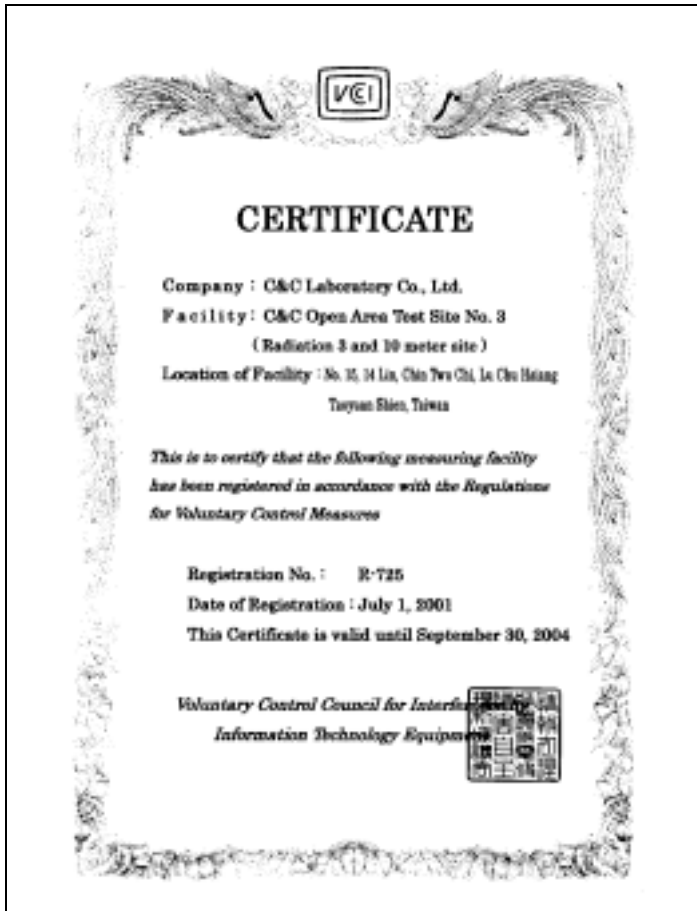 VCCI
CERTIFICATE
Company : C&C Laboratory Co., Ltd.
Facility : C&C Open Area Test Site No. 3
(Radiation 3 and 10 meter site)
Location of Facility : No. 15, 14 Lin, Chin Twu Chi, Lu Chu Hsiang
Taoyuan Shien, Taiwan
This is to certify that the following measuring facility
has been registered in accordance with the Regulations
for Voluntary Control Measures
Registration No. : R-725
Date of Registration : July 1, 2001
This Certificate is valid until September 30, 2004
Voluntary Control Council for Interference by
Information Technology Equipment